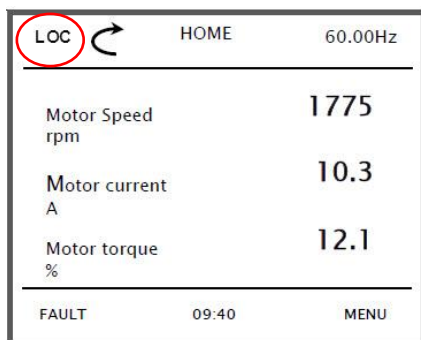 LOC HOME 60.00Hz
Motor Speed 1775
rpm
Motor current 10.3
A
Motor torque 12.1
%
FAULT 09:40 MENU